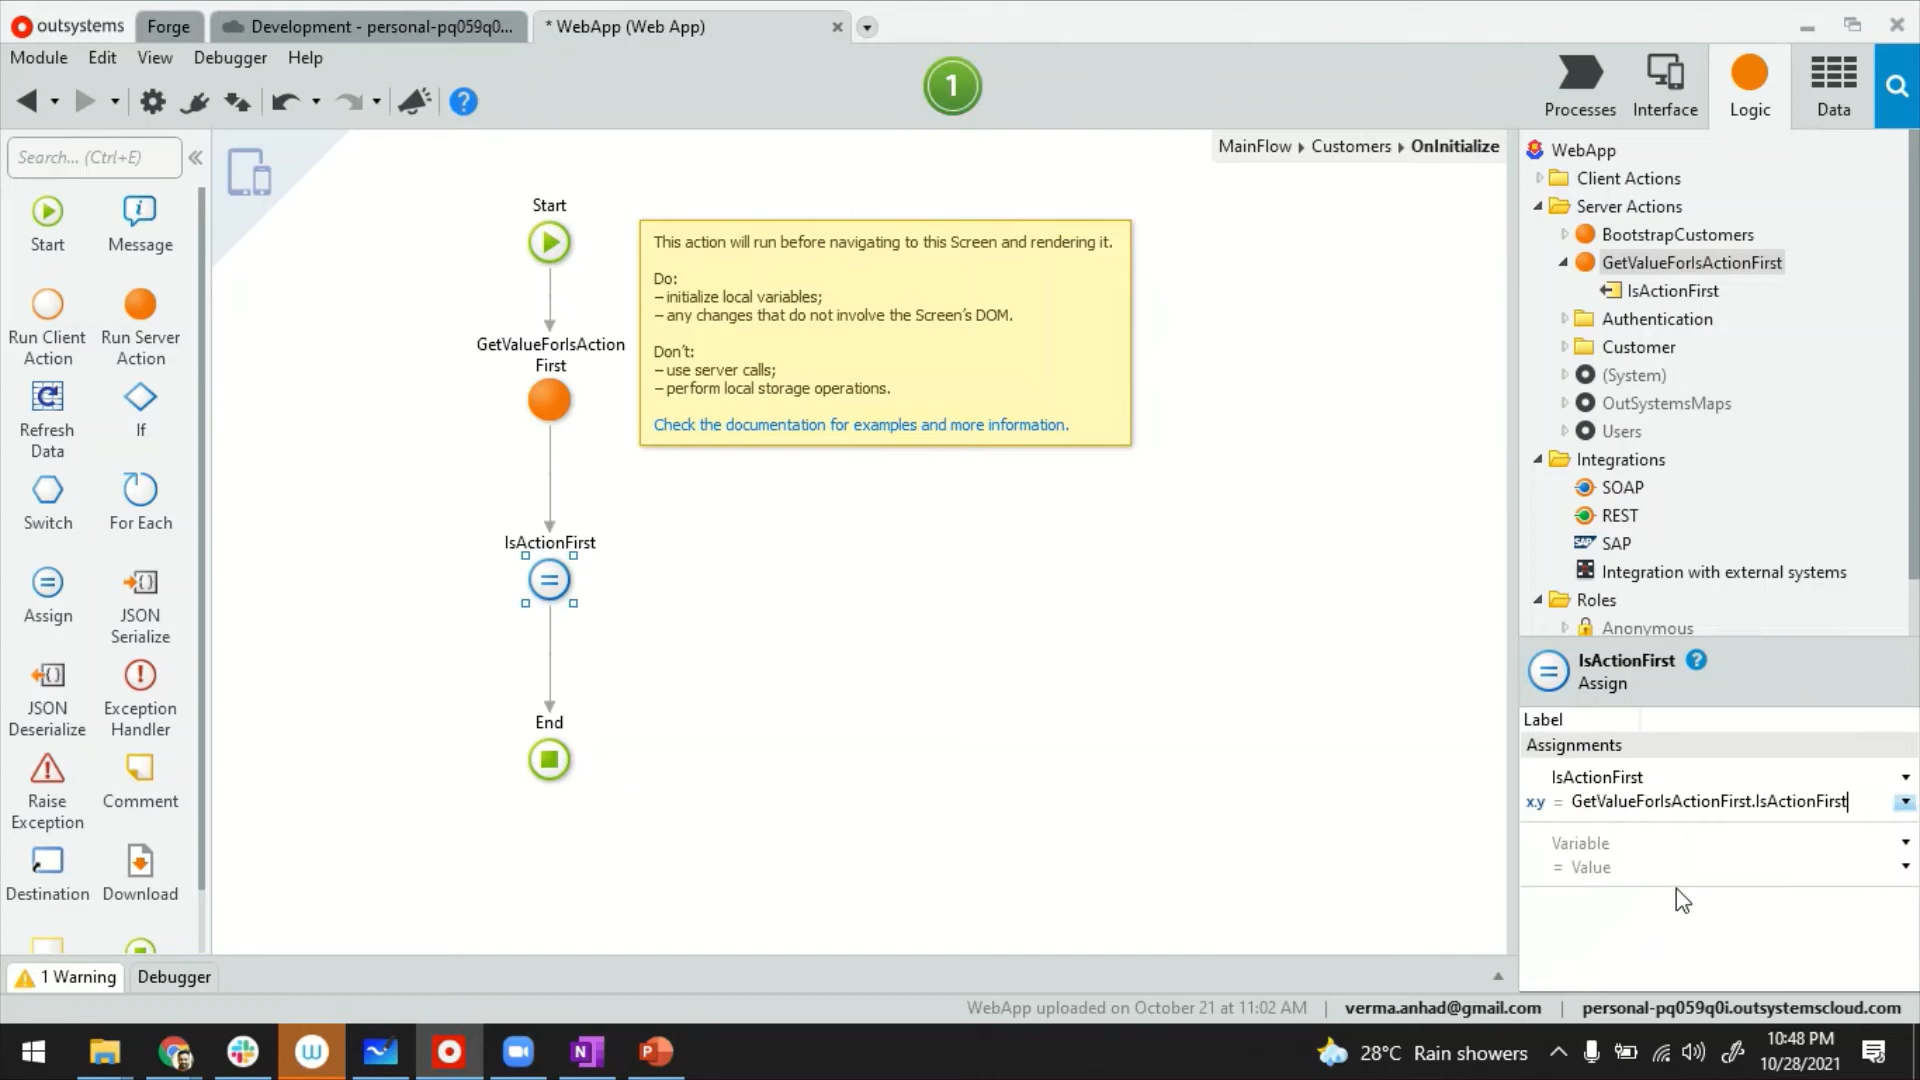 outsystems
Forge
Development - personal-pq059q0...
* WebApp (Web App)
Module
Edit
View
Debugger
Help
1
Processes
Interface
Logic
Data
Search... (Ctrl+E)
MainFlow
Customers
OnInitialize
Start
Message
Run Client
Action
Run Server
Action
Refresh
Data
If
Switch
For Each
Assign
JSON
Serialize
JSON
Deserialize
Exception
Handler
Raise
Exception
Comment
Destination
Download
Start
GetValueForIsAction
First
IsActionFirst
End
This action will run before navigating to this Screen and rendering it.
Do:
– initialize local variables;
– any changes that do not involve the Screen's DOM.
Don't:
– use server calls;
– perform local storage operations.
Check the documentation for examples and more information.
WebApp
Client Actions
Server Actions
BootstrapCustomers
GetValueForIsActionFirst
IsActionFirst
Authentication
Customer
(System)
OutSystemsMaps
Users
Integrations
SOAP
REST
SAP
SAP
Integration with external systems
Roles
Anonymous
IsActionFirst
Assign
Label
Assignments
IsActionFirst
x.y = GetValueForIsActionFirst.IsActionFirst
Variable
= Value
1 Warning
Debugger
WebApp uploaded on October 21 at 11:02 AM
verma.anhad@gmail.com
personal-pq059q0i.outsystemscloud.com
28°C Rain showers
10:48 PM
10/28/2021